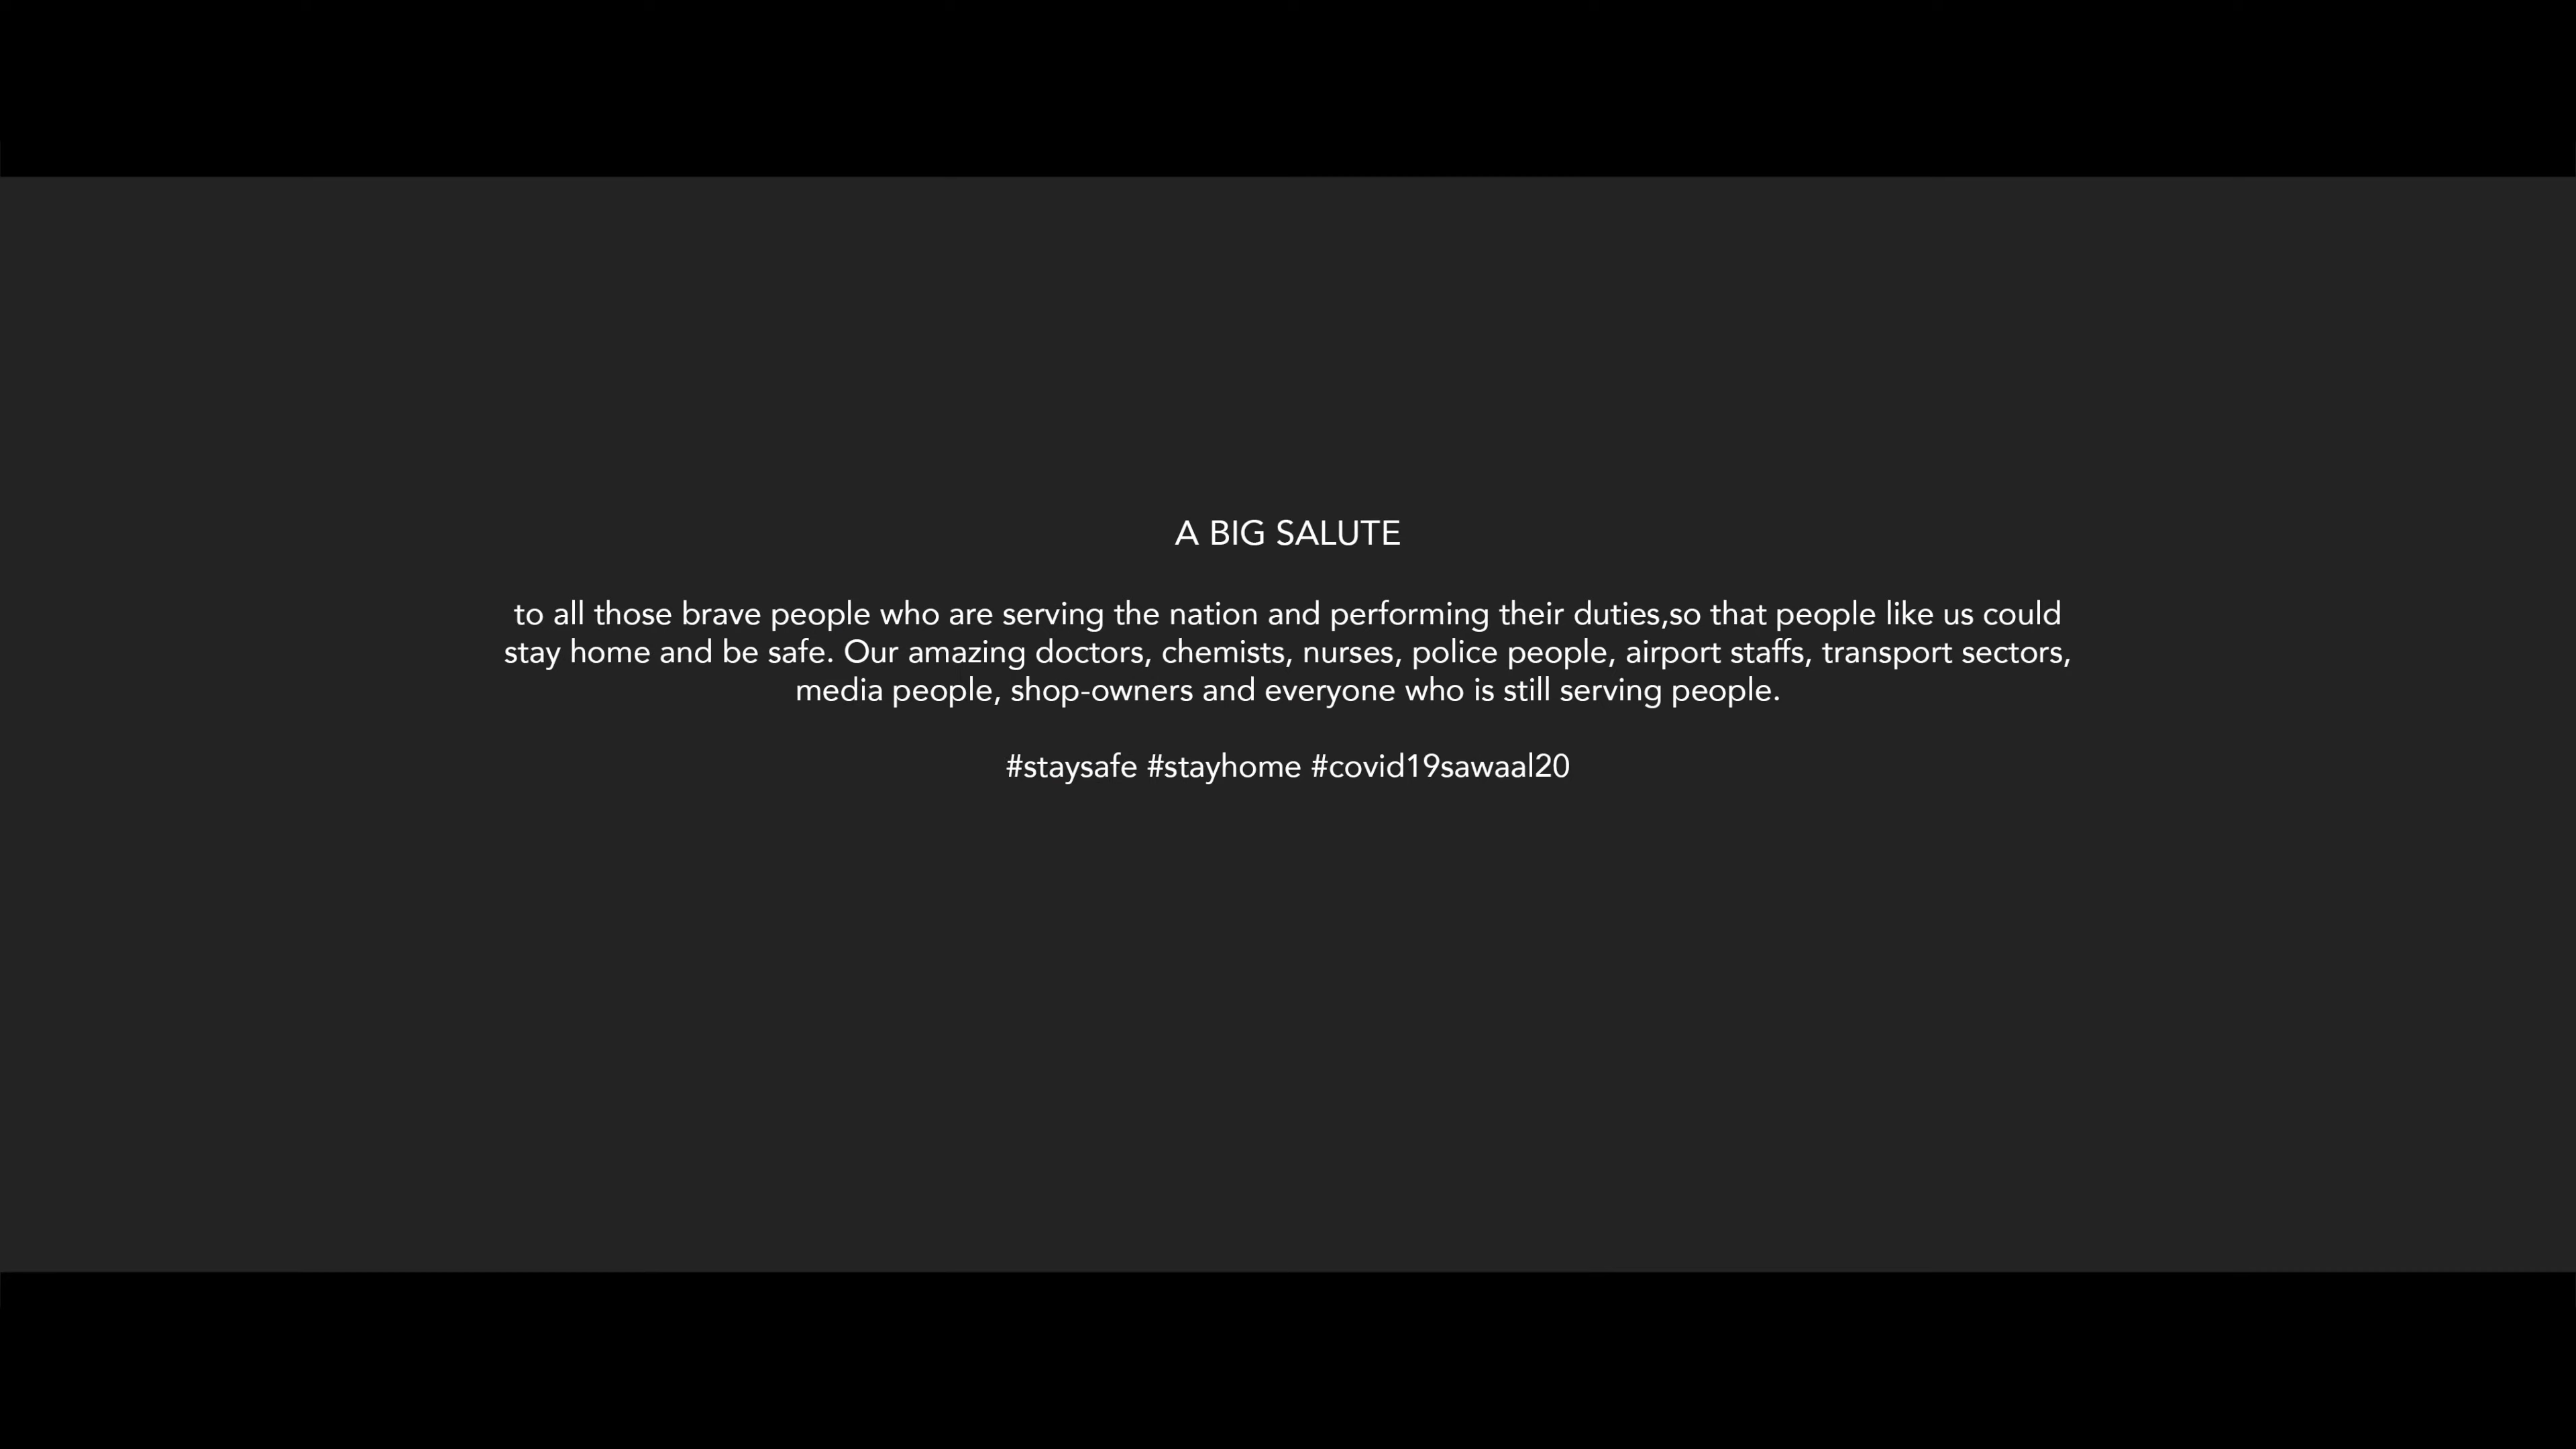 A BIG SALUTE
to all those brave people who are serving the nation and performing their duties,so that people like us could
stay home and be safe. Our amazing doctors, chemists, nurses, police people, airport staffs, transport sectors,
media people, shop-owners and everyone who is still serving people.
#staysafe #stayhome #covid19sawaal20